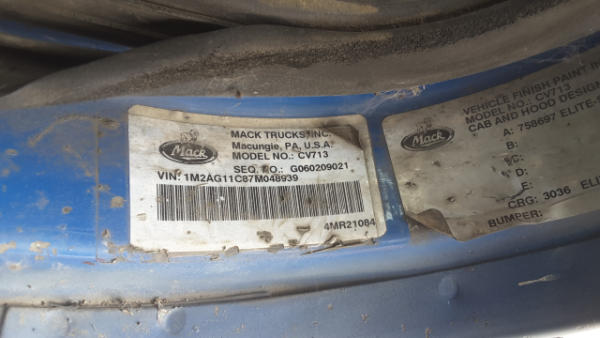 Mack
MACK TRUCKS, INC.
Macungie, PA, U.S.A.
MODEL NO.: CV713
SEQ. NO.: G060209021
VIN: 1M2AG11C87M048939
4MR21084
Mack
VEHICLE FINISH PAINT
MODEL NO.: CV713
CAB AND HOOD DESIGN
A: 758697 ELITE
B:
C:
D:
E:
CBG: 3036
BUMPER: